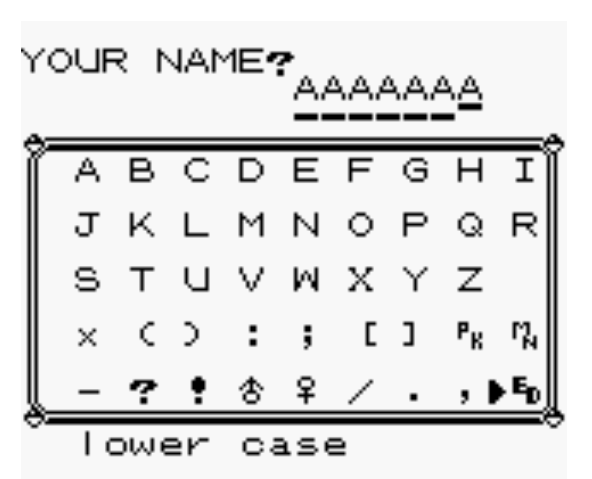 YOUR NAME?
AAAAAAA
A B C D E F G H I
J K L M N O P Q R
S T U V W X Y Z
× ( ) : ; [ ] PK MN
- ? ! ♂ ♀ / . , ▶ED
lower case